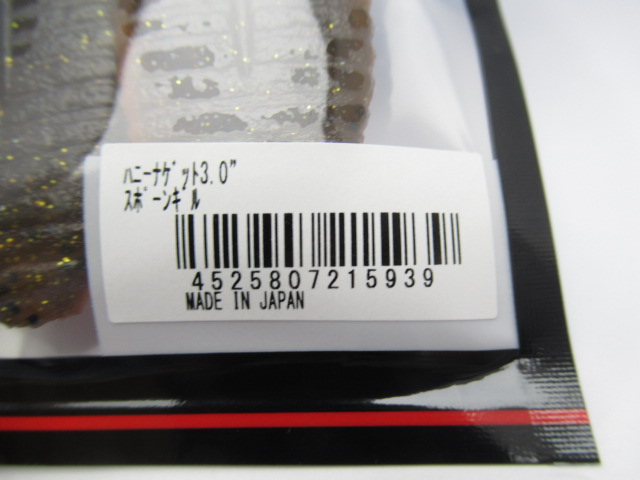 ﾊﾆｰﾅｹﾞｯﾄ3.0"
ｽﾎﾟｰﾝｷﾞﾙ
4525807215939
MADE IN JAPAN